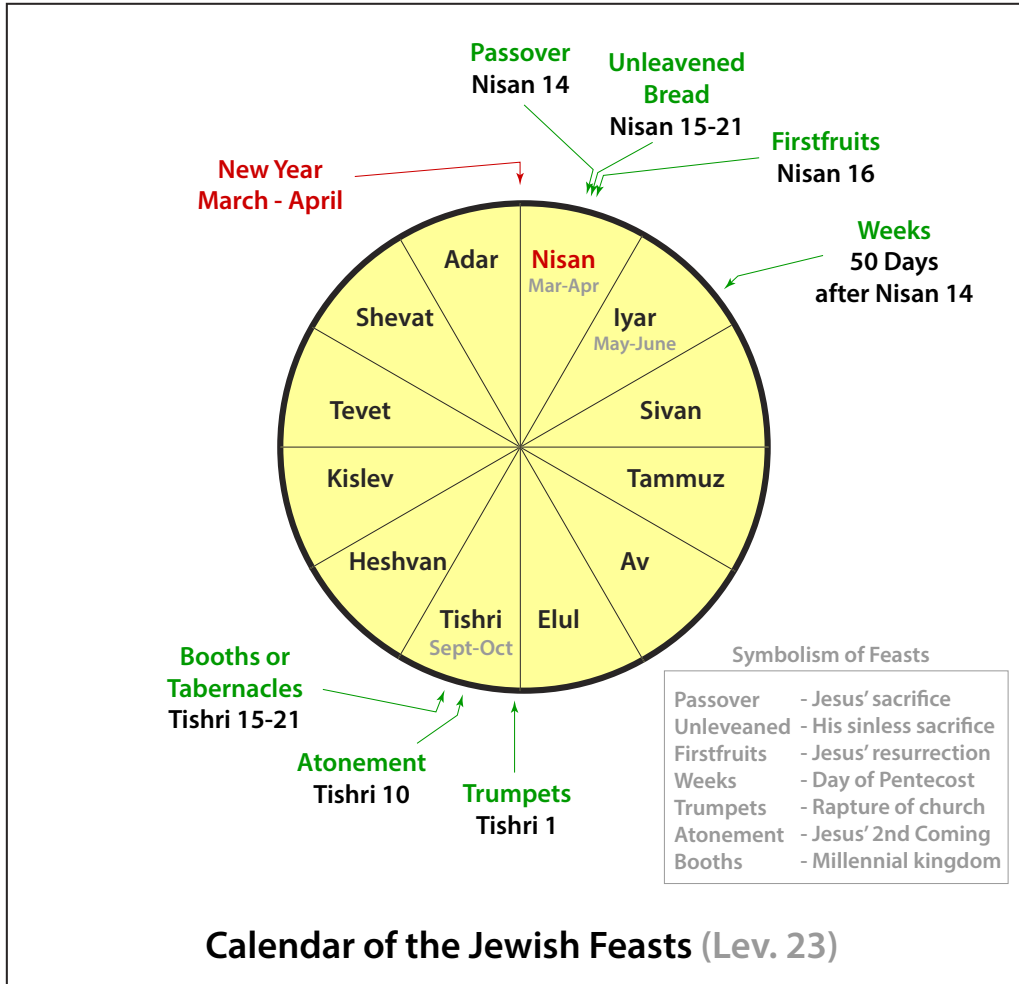 Passover
Nisan 14
Unleavened
Bread
Nisan 15-21
Firstfruits
Nisan 16
New Year
March - April
Weeks
50 Days
after Nisan 14
Adar
Nisan
Mar-Apr
Shevat
Iyar
May-June
Tevet
Sivan
Kislev
Tammuz
Heshvan
Av
Tishri
Sept-Oct
Elul
Booths or
Tabernacles
Tishri 15-21
Atonement
Tishri 10
Trumpets
Tishri 1
Symbolism of Feasts
Passover - Jesus’ sacrifice
Unleveaned - His sinless sacrifice
Firstfruits - Jesus’ resurrection
Weeks - Day of Pentecost
Trumpets - Rapture of church
Atonement - Jesus’ 2nd Coming
Booths - Millennial kingdom
Calendar of the Jewish Feasts (Lev. 23)